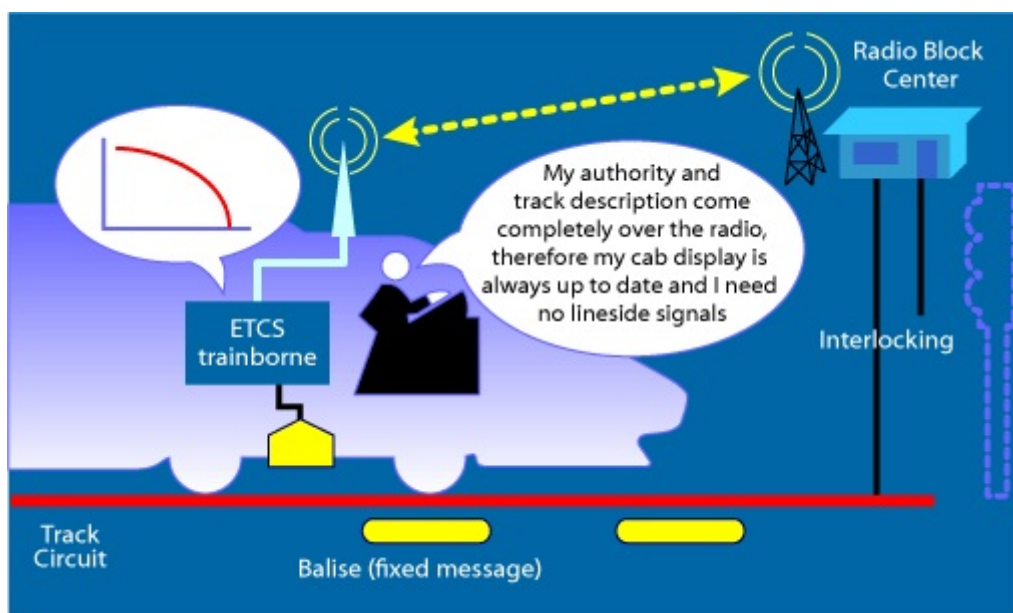 Radio Block
Center
My authority and
track description come
completely over the radio,
therefore my cab display is
always up to date and I need
no lineside signals
ETCS
trainborne
Interlocking
Track
Circuit
Balise (fixed message)